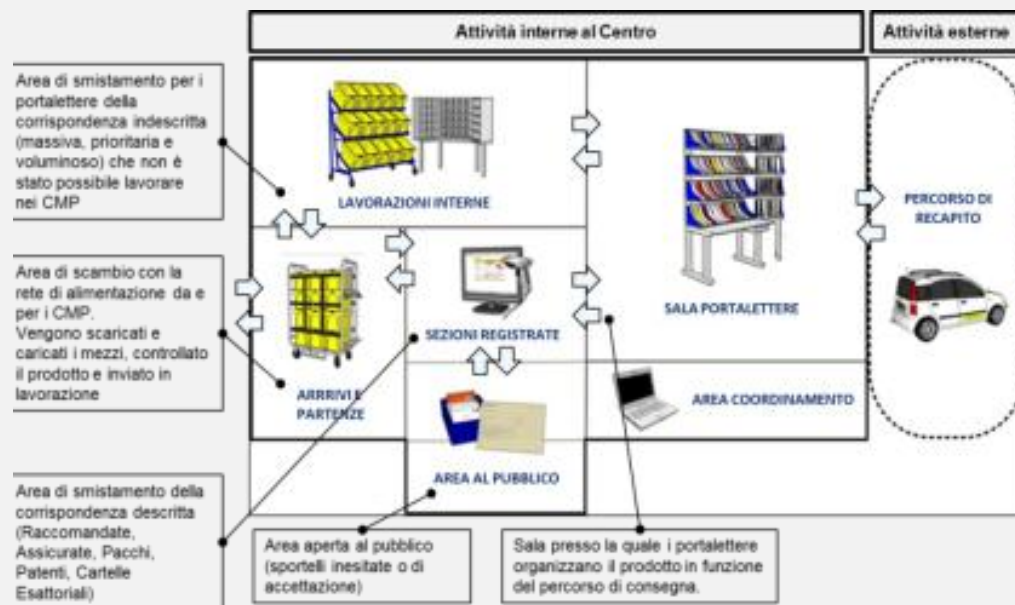 Attività interne al Centro
Attività esterne
Area di smistamento per i
portalettere della
corrispondenza indescritta
(massiva, prioritaria e
voluminoso) che non è
stato possibile lavorare
nei CMP
LAVORAZIONI INTERNE
PERCORSO DI
RECAPITO
Area di scambio con la
rete di alimentazione da e
per i CMP.
Vengono scaricati e
caricati i mezzi, controllato
il prodotto e inviato in
lavorazione
SALA PORTALETTERE
SEZIONI REGISTRATE
ARRRIVI E
PARTENZE
AREA COORDINAMENTO
AREA AL PUBBLICO
Area di smistamento della
corrispondenza descritta
(Raccomandate,
Assicurate, Pacchi,
Patenti, Cartelle
Esattoriali)
Area aperta al pubblico
(sportelli inesitate o di
accettazione)
Sala presso la quale i portalettere
organizzano il prodotto in funzione
del percorso di consegna.